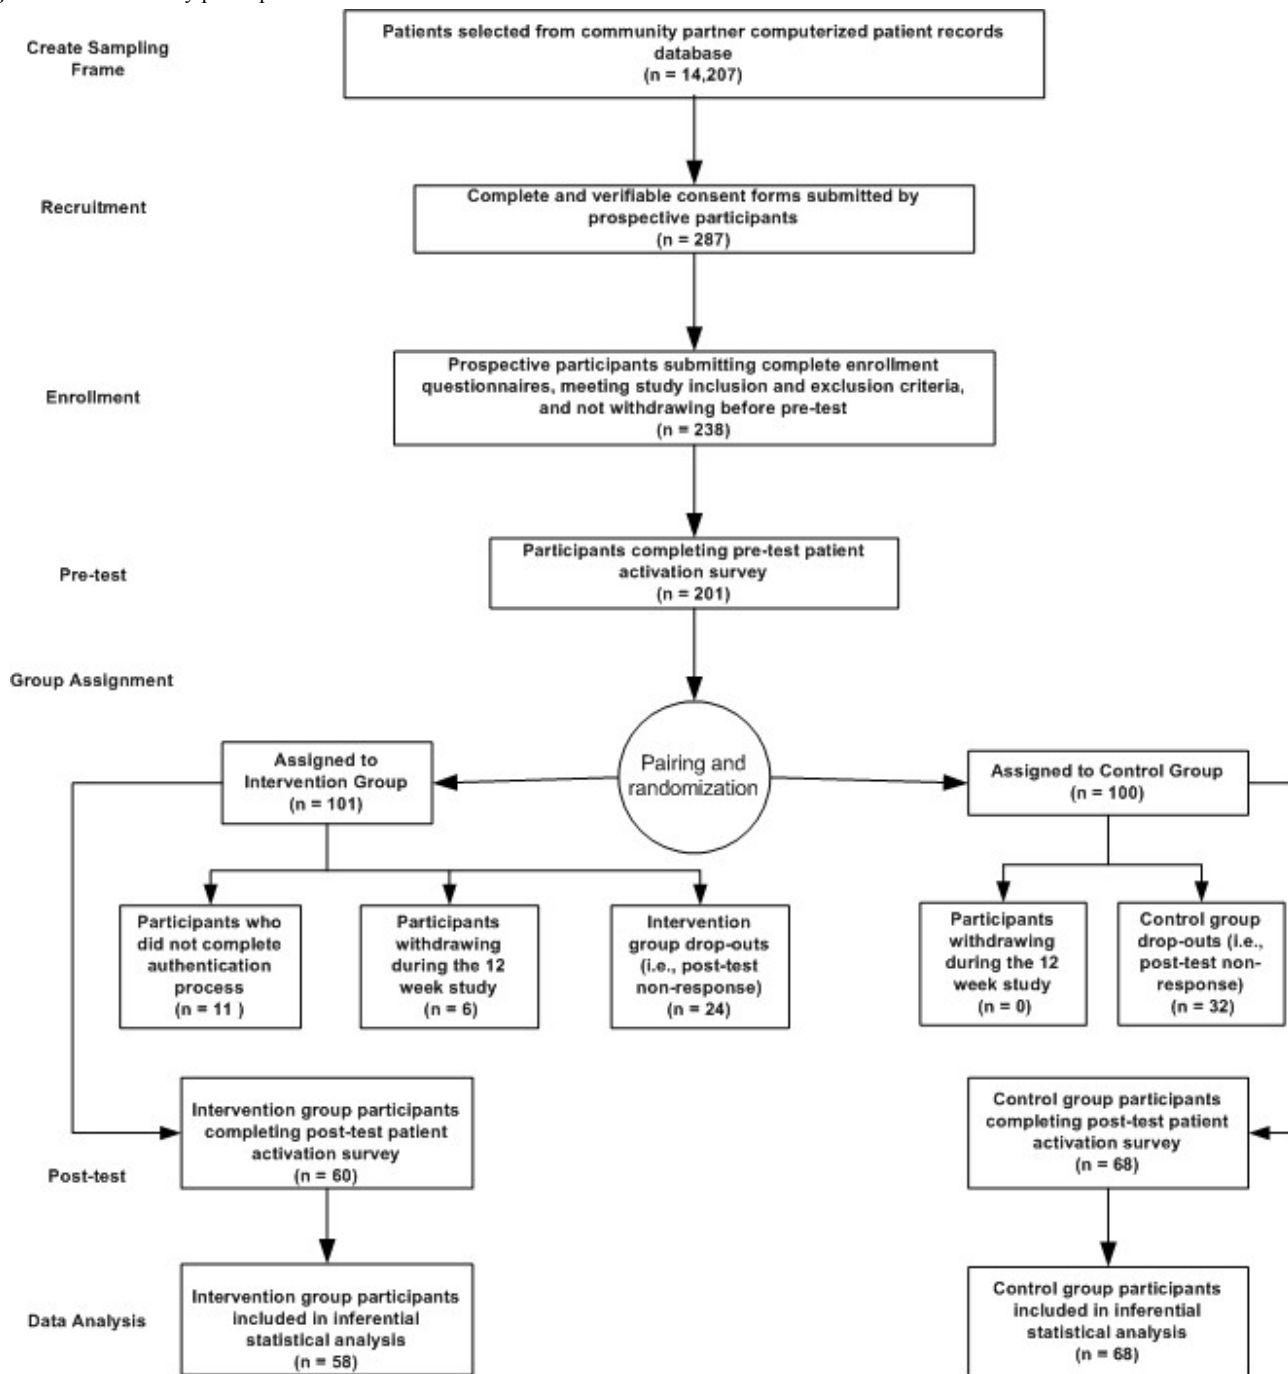 Create Sampling
Frame
Patients selected from community partner computerized patient records
database
(n = 14,207)
Recruitment
Complete and verifiable consent forms submitted by
prospective participants
(n = 287)
Enrollment
Prospective participants submitting complete enrollment
questionnaires, meeting study inclusion and exclusion criteria,
and not withdrawing before pre-test
(n = 238)
Pre-test
Participants completing pre-test patient
activation survey
(n = 201)
Group Assignment
Assigned to
Intervention Group
(n = 101)
Pairing and
randomization
Assigned to Control Group
(n = 100)
Participants who
did not complete
authentication
process
(n = 11 )
Participants
withdrawing
during the 12
week study
(n = 6)
Intervention
group drop-outs
(i.e., post-test
non-response)
(n = 24)
Participants
withdrawing
during the 12
week study
(n = 0)
Control group
drop-outs (i.e.,
post-test non-
response)
(n = 32)
Post-test
Intervention group participants
completing post-test patient
activation survey
(n = 60)
Control group participants
completing post-test patient
activation survey
(n = 68)
Data Analysis
Intervention group participants
included in inferential
statistical analysis
(n = 58)
Control group participants
included in inferential
statistical analysis
(n = 68)